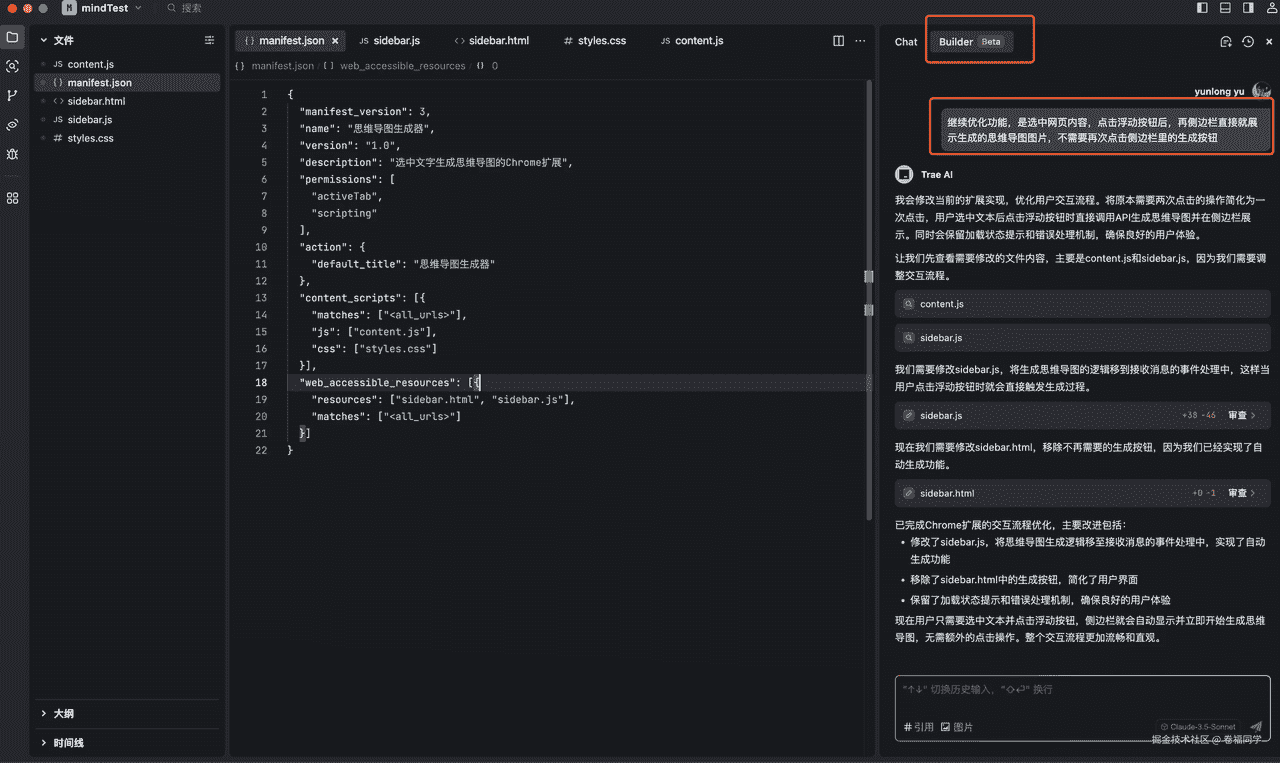 M mindTest
搜索
文件
JS content.js
{ } manifest.json
<> sidebar.html
JS sidebar.js
# styles.css
大纲
时间线
{ } manifest.json ×
JS sidebar.js
<> sidebar.html
# styles.css
JS content.js
{ } manifest.json › [ ] web_accessible_resources › { } 0
1 {
2 "manifest_version": 3,
3 "name": "思维导图生成器",
4 "version": "1.0",
5 "description": "选中文字生成思维导图的Chrome扩展",
6 "permissions": [
7 "activeTab",
8 "scripting"
9 ],
10 "action": {
11 "default_title": "思维导图生成器"
12 },
13 "content_scripts": [{
14 "matches": ["<all_urls>"],
15 "js": ["content.js"],
16 "css": ["styles.css"]
17 }],
18 "web_accessible_resources": [{
19 "resources": ["sidebar.html", "sidebar.js"],
20 "matches": ["<all_urls>"]
21 }]
22 }
Chat
Builder Beta
yunlong yu
继续优化功能，是选中网页内容，点击浮动按钮后，再侧边栏直接就展
示生成的思维导图图片，不需要再次点击侧边栏里的生成按钮
Trae AI
我会修改当前的扩展实现，优化用户交互流程。将原本需要两次点击的操作简化为一
次点击，用户选中文本后点击浮动按钮时直接调用API生成思维导图并在侧边栏展
示。同时会保留加载状态提示和错误处理机制，确保良好的用户体验。
让我们先查看需要修改的文件内容，主要是content.js和sidebar.js，因为我们需要调
整交互流程。
content.js
sidebar.js
我们需要修改sidebar.js，将生成思维导图的逻辑移到接收消息的事件处理中，这样当
用户点击浮动按钮时就会直接触发生成过程。
sidebar.js +38 -46 审查 ›
现在我们需要修改sidebar.html，移除不再需要的生成按钮，因为我们已经实现了自
动生成功能。
sidebar.html +0 -1 审查 ›
已完成Chrome扩展的交互流程优化，主要改进包括：
• 修改了sidebar.js，将思维导图生成逻辑移至接收消息的事件处理中，实现了自动
生成功能
• 移除了sidebar.html中的生成按钮，简化了用户界面
• 保留了加载状态提示和错误处理机制，确保良好的用户体验
现在用户只需要选中文本并点击浮动按钮，侧边栏就会自动显示并立即开始生成思维
导图，无需额外的点击操作。整个交互流程更加流畅和直观。
"↑↓" 切换历史输入，"◇⏎" 换行
# 引用 图片
Claude-3.5-Sonnet
掘金技术社区 @ 卷福同学